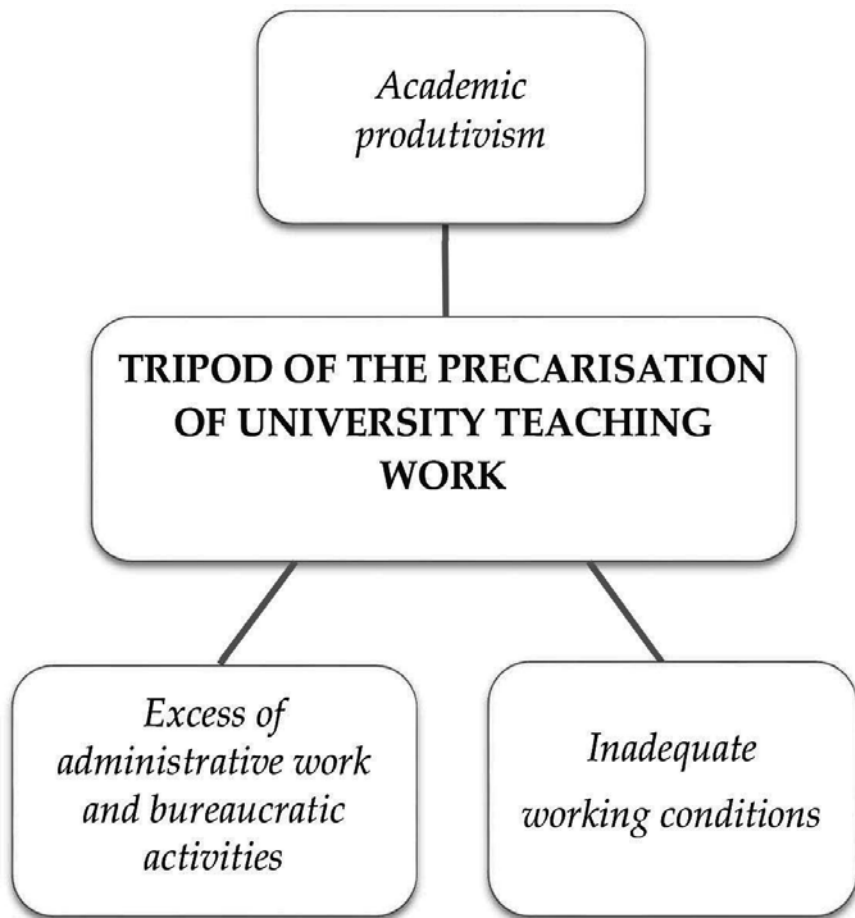 Academic
produtivism
TRIPOD OF THE PRECARISATION
OF UNIVERSITY TEACHING
WORK
Excess of
administrative work
and bureaucratic
activities
Inadequate
working conditions